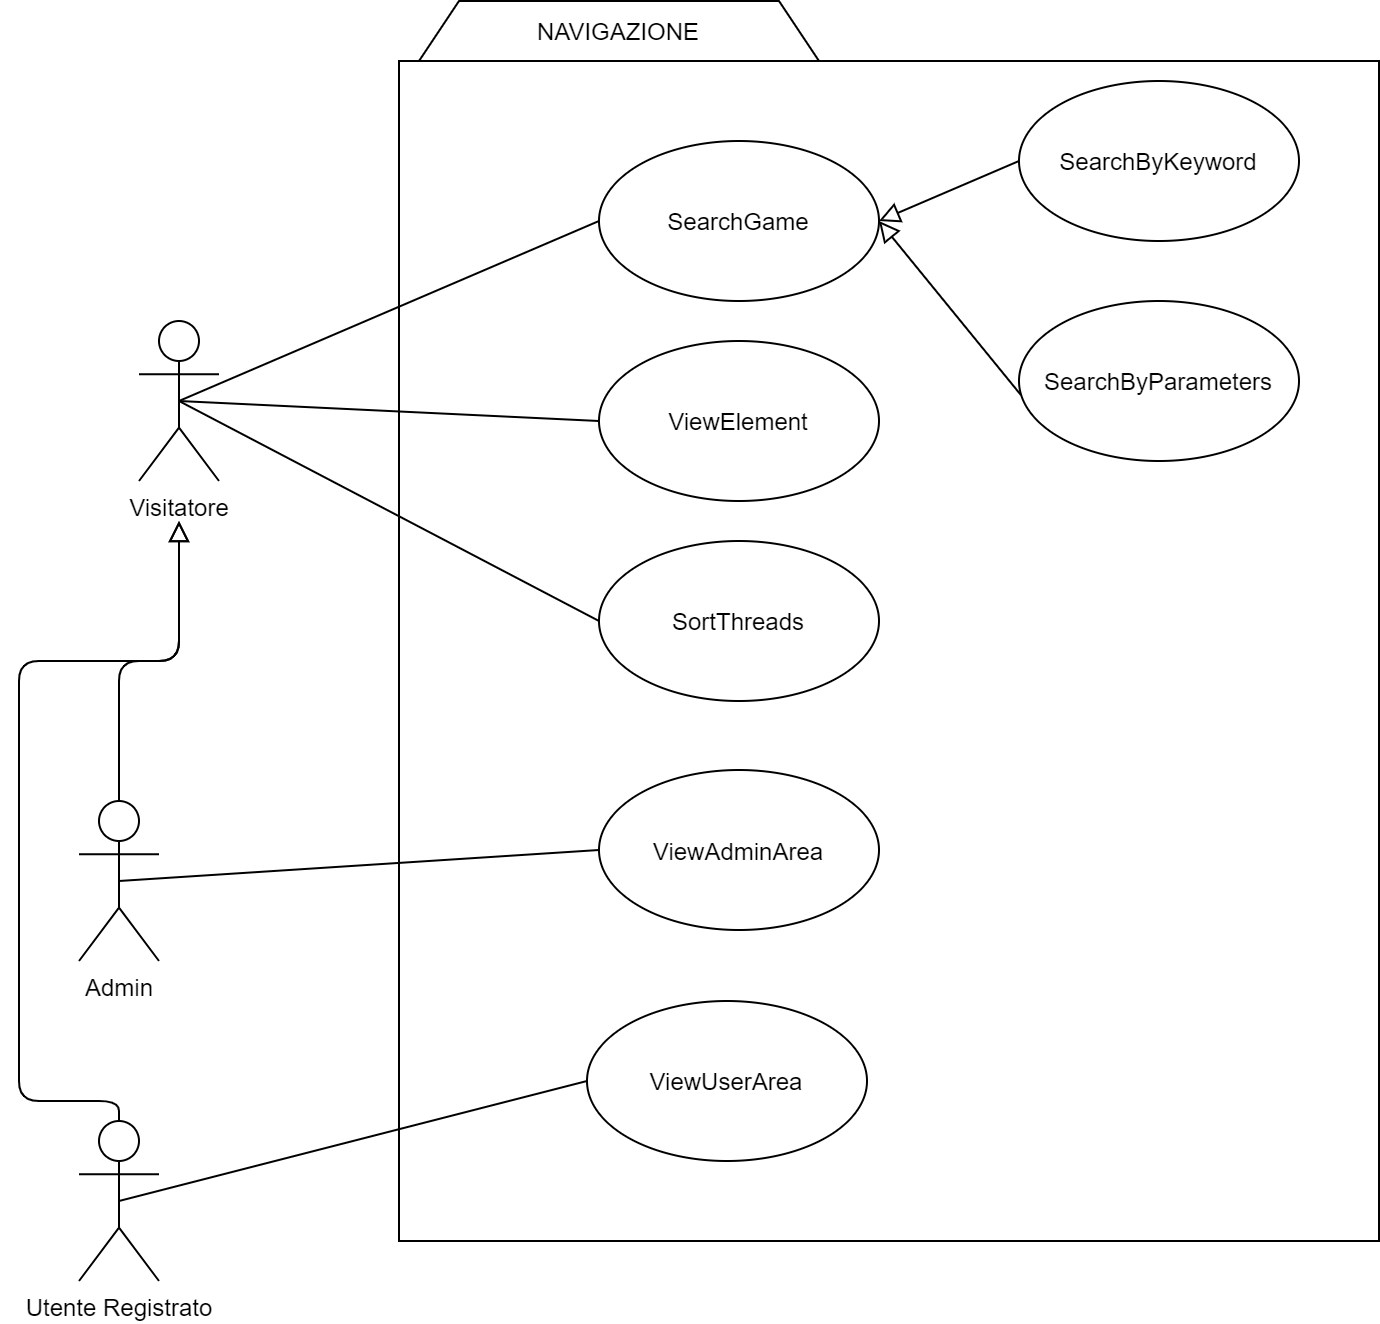 NAVIGAZIONE
SearchByKeyword
SearchGame
SearchByParameters
ViewElement
Visitatore
SortThreads
ViewAdminArea
Admin
ViewUserArea
Utente Registrato